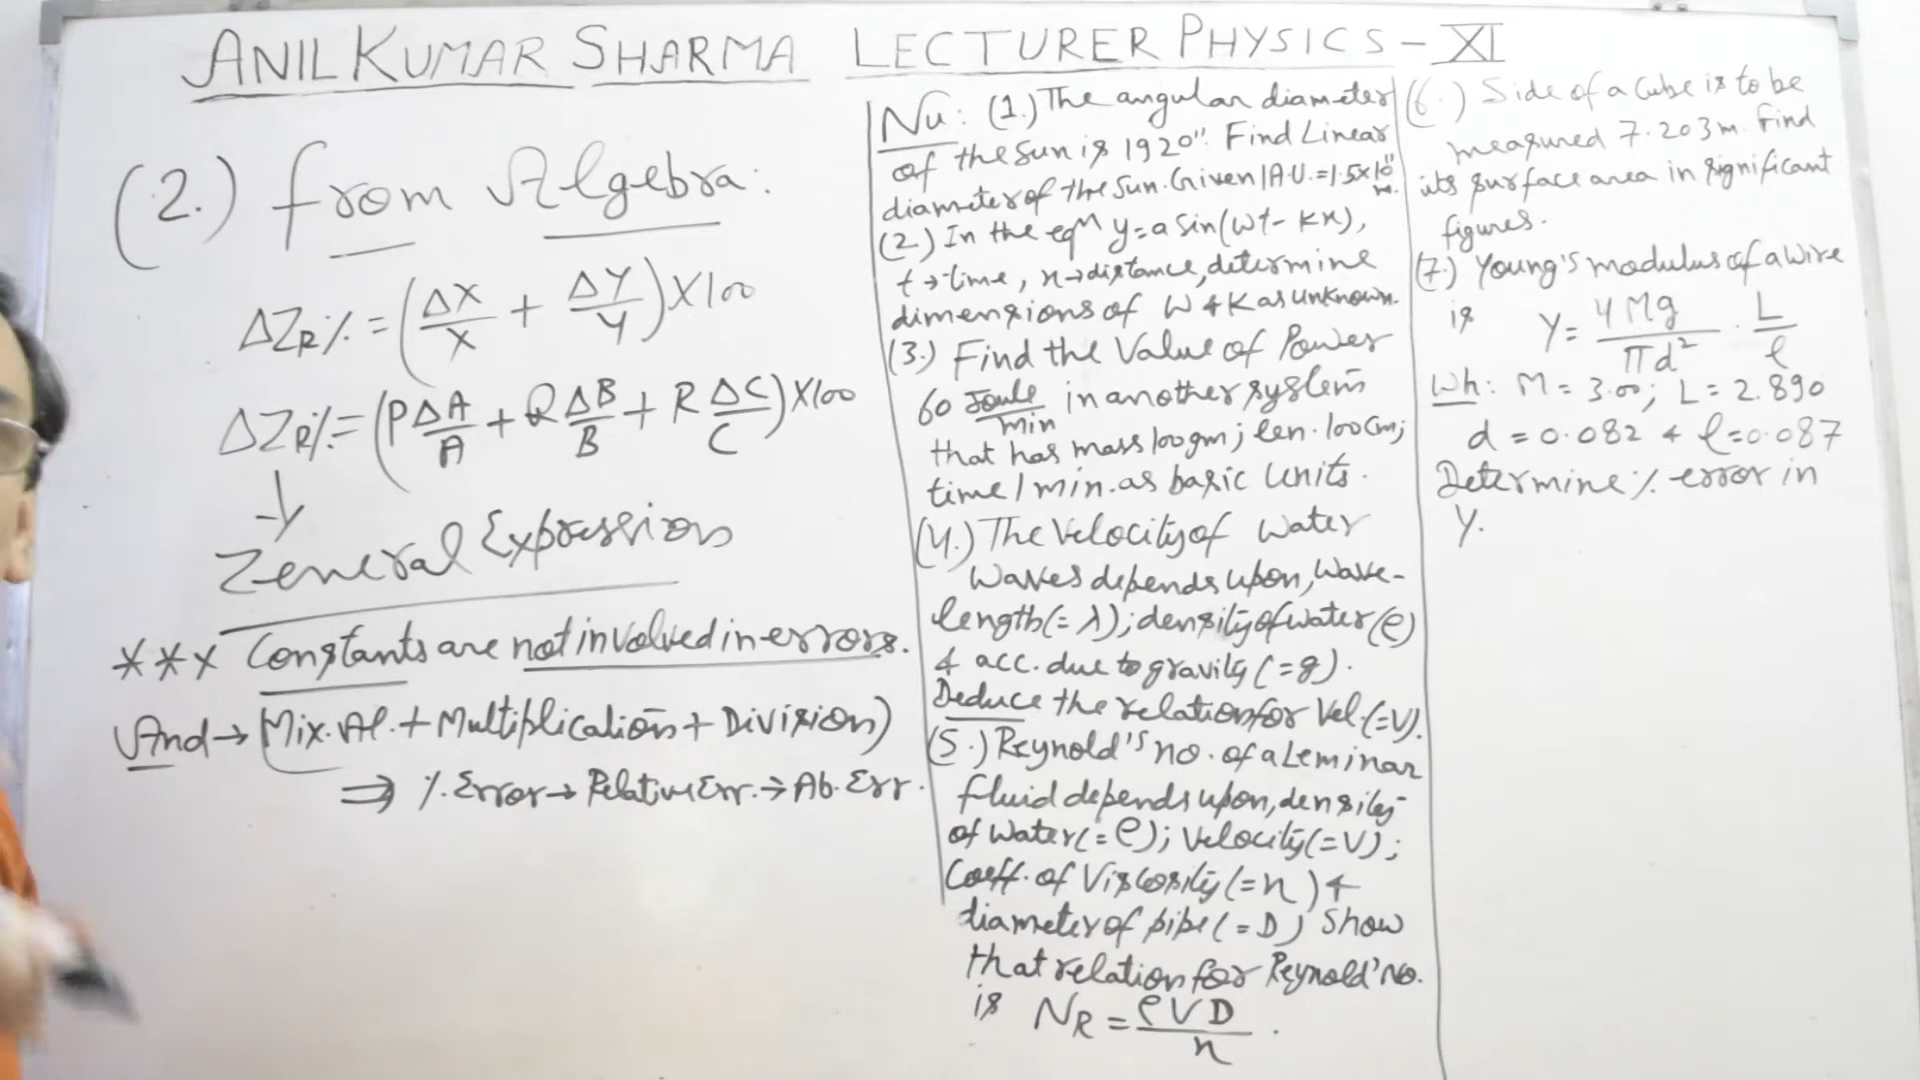 ANIL KUMAR SHARMA LECTURER PHYSICS - XI
(2.) from Algebra:
ΔZR% = (ΔX/X + ΔY/Y) X 100
ΔZR% = (P ΔA/A + Q ΔB/B + R ΔC/C) X 100
Zeneral Expression
*** Constants are not involved in errors.
And → (Mix. Al. + Multiplication + Division)
⇒ % Error → Relative Err. → Ab. Err.
Nu: (1.) The angular diameter
of the Sun is 1920". Find Linear
diameter of the Sun. Given 1 A.U. = 1.5x10¹¹ m.
(2.) In the eqn y = a sin(wt - kx),
t → time, x → distance, determine
dimensions of W & K as unknown.
(3.) Find the Value of Power
60 Joule/min in another system
that has mass 100gm; len. 100Cm;
time 1 min. as basic Units.
(4.) The Velocity of Water
Waves depends upon, Wave-
length (= λ); density of water (ρ)
& acc. due to gravity (= g).
Deduce the relation for Vel. (= V).
(5.) Reynold's no. of a Leminar
fluid depends upon, density
of Water (= ρ); Velocity (= V);
Coeff. of Viscosity (= η) &
diameter of pipe (= D) Show
that relation for Reynold' No.
is NR = ρVD/η .
(6.) Side of a Cube is to be
measured 7.203m. Find
its surface area in significant
figures.
(7.) Young's modulus of a Wire
is Y = 4Mg/πd² . L/l
Wh: M = 3.00; L = 2.890
d = 0.082 & l = 0.087
Determine % error in
Y.